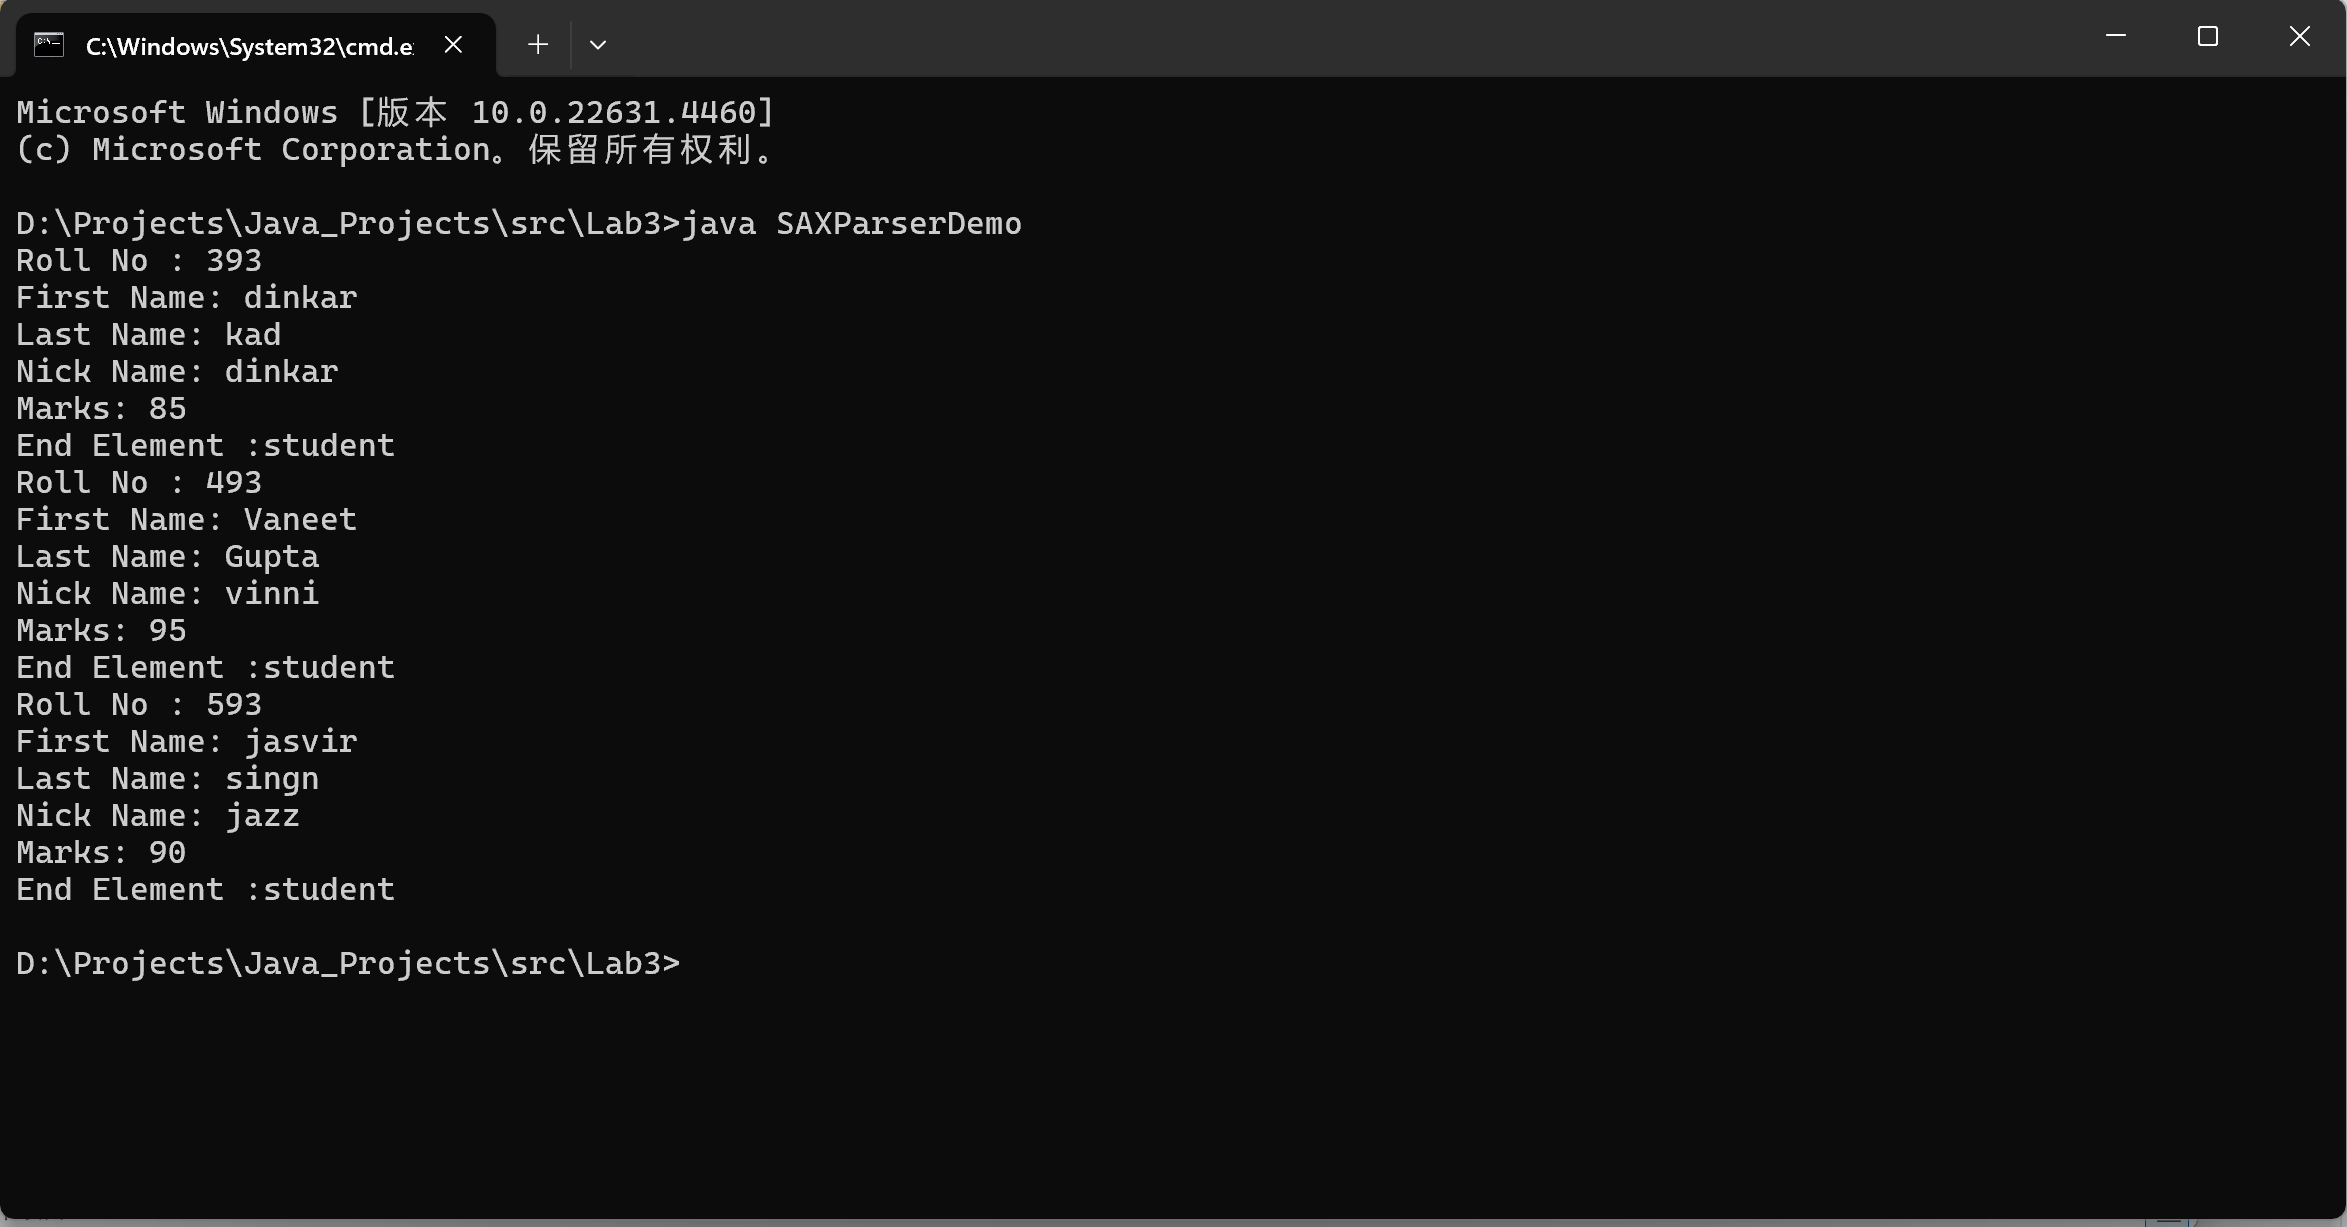 C:\Windows\System32\cmd.e
Microsoft Windows [版本 10.0.22631.4460]
(c) Microsoft Corporation。保留所有权利。
D:\Projects\Java_Projects\src\Lab3>java SAXParserDemo
Roll No : 393
First Name: dinkar
Last Name: kad
Nick Name: dinkar
Marks: 85
End Element :student
Roll No : 493
First Name: Vaneet
Last Name: Gupta
Nick Name: vinni
Marks: 95
End Element :student
Roll No : 593
First Name: jasvir
Last Name: singn
Nick Name: jazz
Marks: 90
End Element :student
D:\Projects\Java_Projects\src\Lab3>